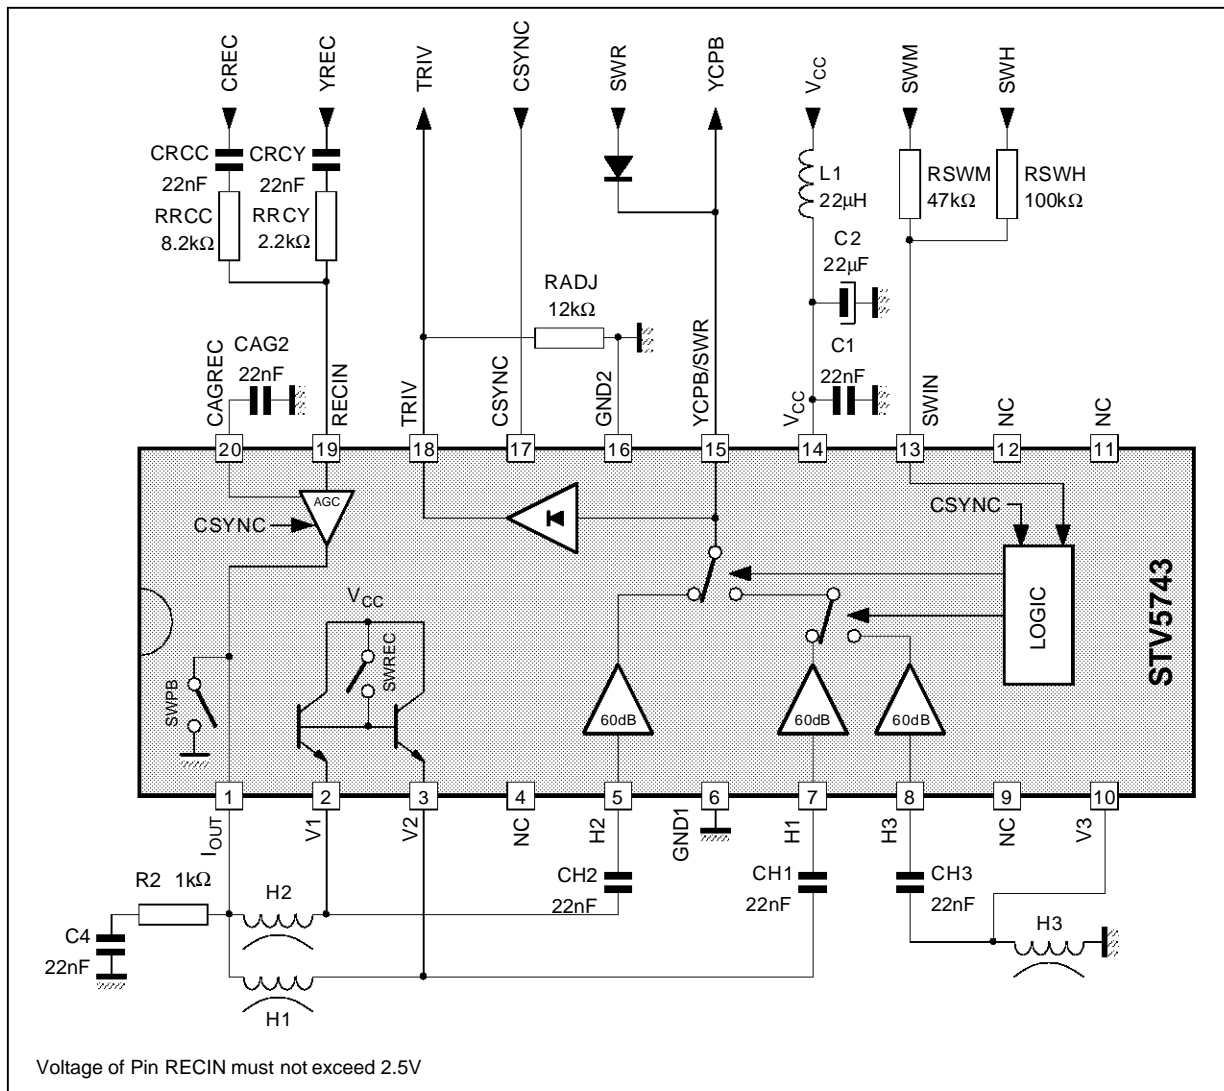 CREC
YREC
TRIV
CSYNC
SWR
YCPB
VCC
SWM
SWH
CRCC
22nF
CRCY
22nF
RRCC
8.2kΩ
RRCY
2.2kΩ
L1
22µH
RSWM
47kΩ
RSWH
100kΩ
C2
22µF
RADJ
12kΩ
C1
22nF
CAG2
22nF
CAGREC
RECIN
TRIV
CSYNC
GND2
YCPB/SWR
VCC
SWIN
NC
NC
20
19
18
17
16
15
14
13
12
11
AGC
CSYNC
CSYNC
LOGIC
STV5743
VCC
SWREC
SWPB
60dB
60dB
60dB
1
2
3
4
5
6
7
8
9
10
IOUT
V1
V2
NC
H2
GND1
H1
H3
NC
V3
R2 1kΩ
C4
22nF
H2
H1
CH2
22nF
CH1
22nF
CH3
22nF
H3
Voltage of Pin RECIN must not exceed 2.5V